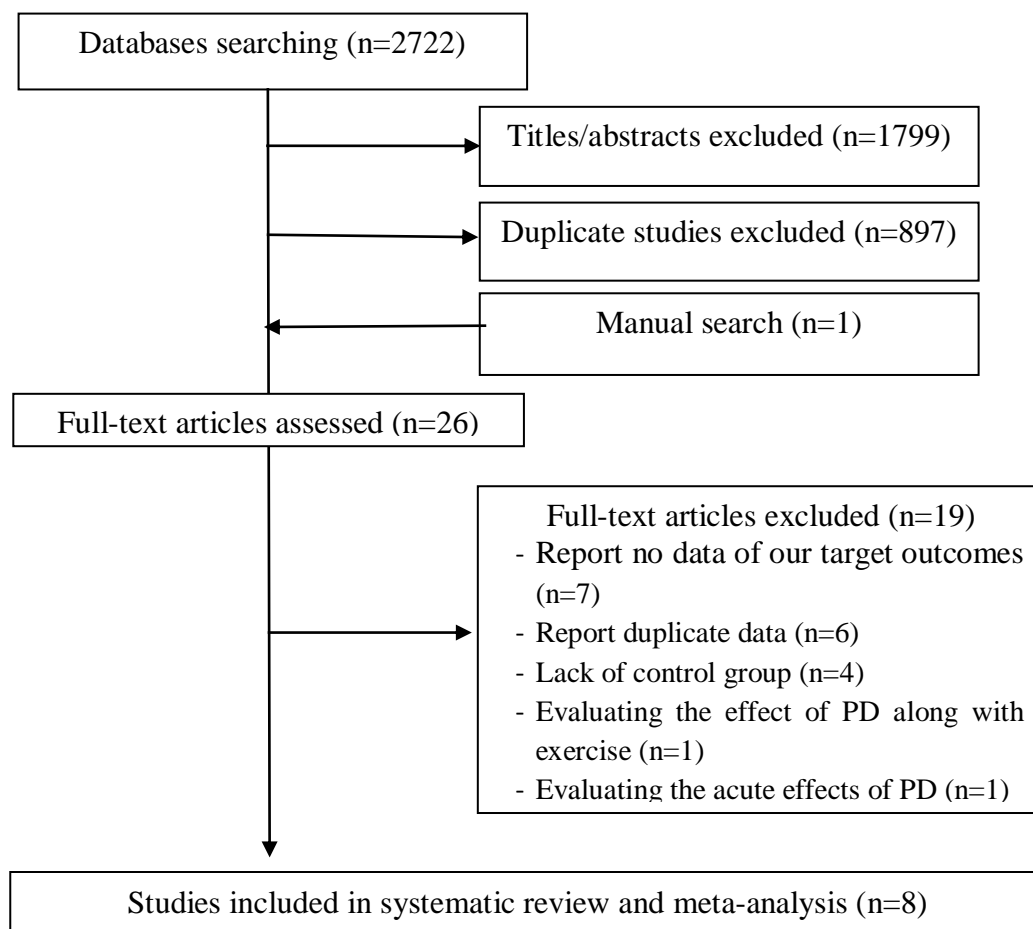 Databases searching (n=2722)
Titles/abstracts excluded (n=1799)
Duplicate studies excluded (n=897)
Manual search (n=1)
Full-text articles assessed (n=26)
Full-text articles excluded (n=19)
- Report no data of our target outcomes
(n=7)
- Report duplicate data (n=6)
- Lack of control group (n=4)
- Evaluating the effect of PD along with
exercise (n=1)
- Evaluating the acute effects of PD (n=1)
Studies included in systematic review and meta-analysis (n=8)